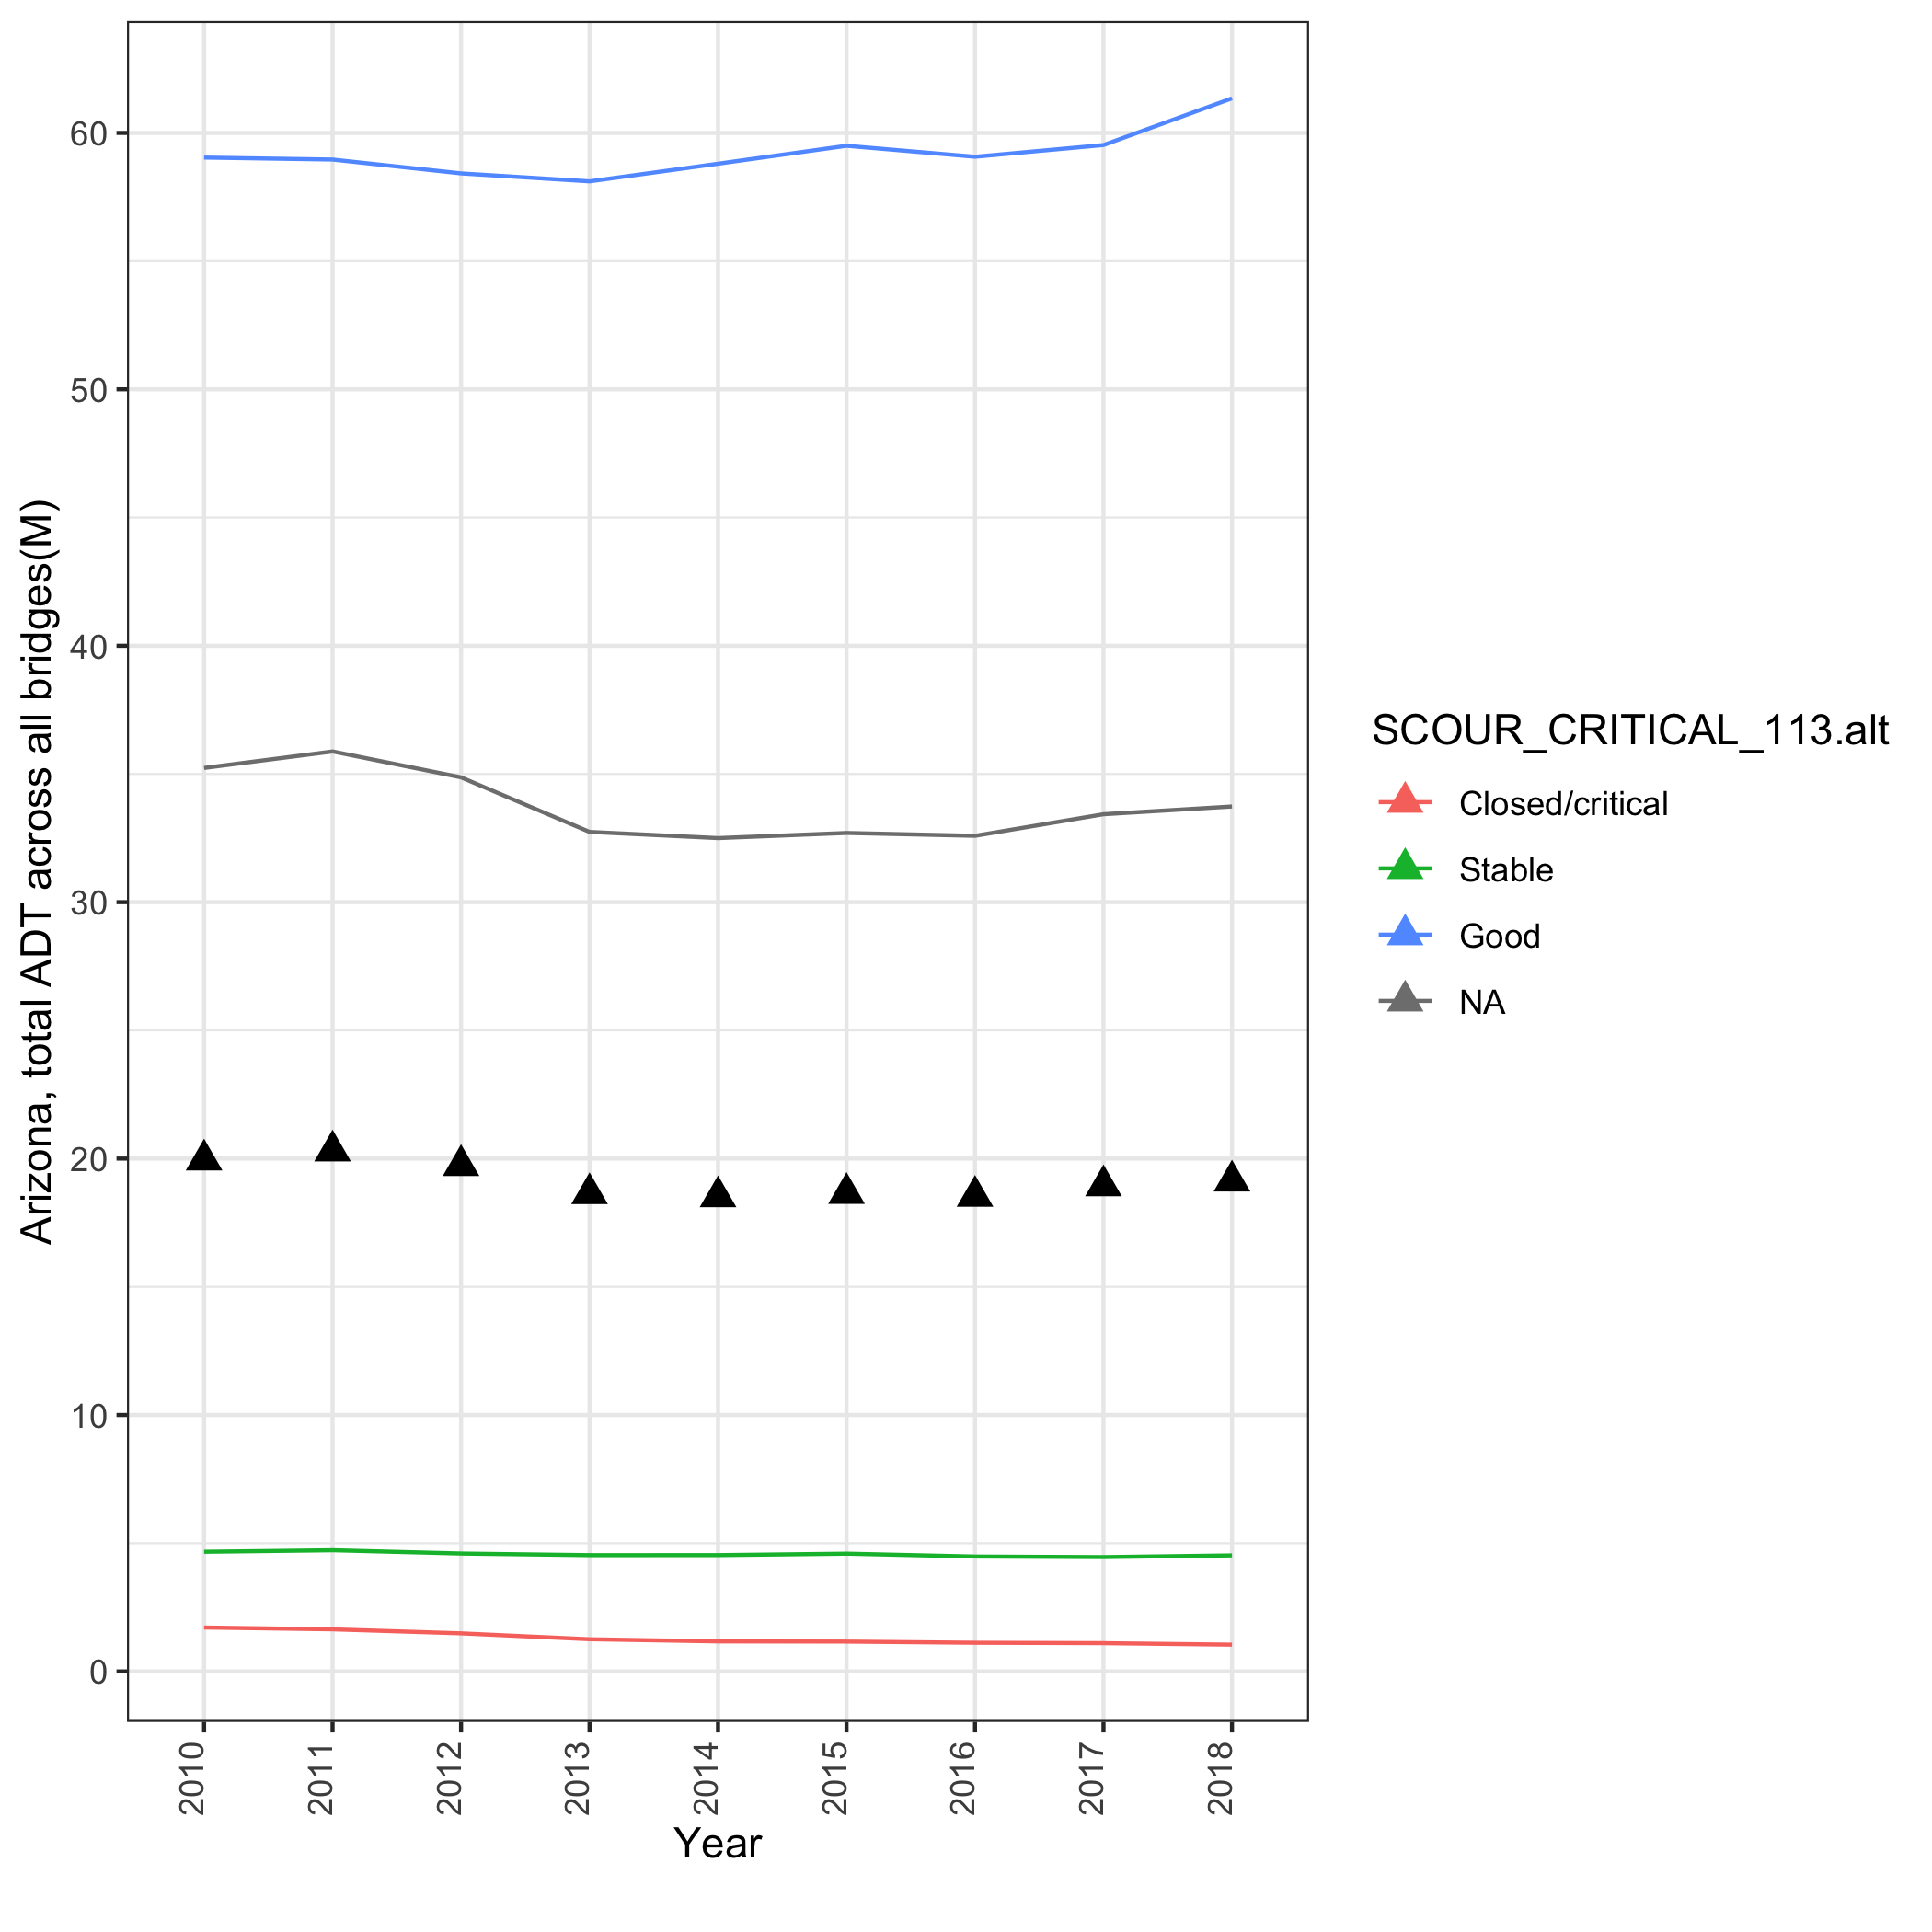 Arizona, total ADT across all bridges(M)
60
50
40
30
20
10
0
2010
2011
2012
2013
2014
2015
2016
2017
2018
Year
SCOUR_CRITICAL_113.alt
Closed/critical
Stable
Good
NA